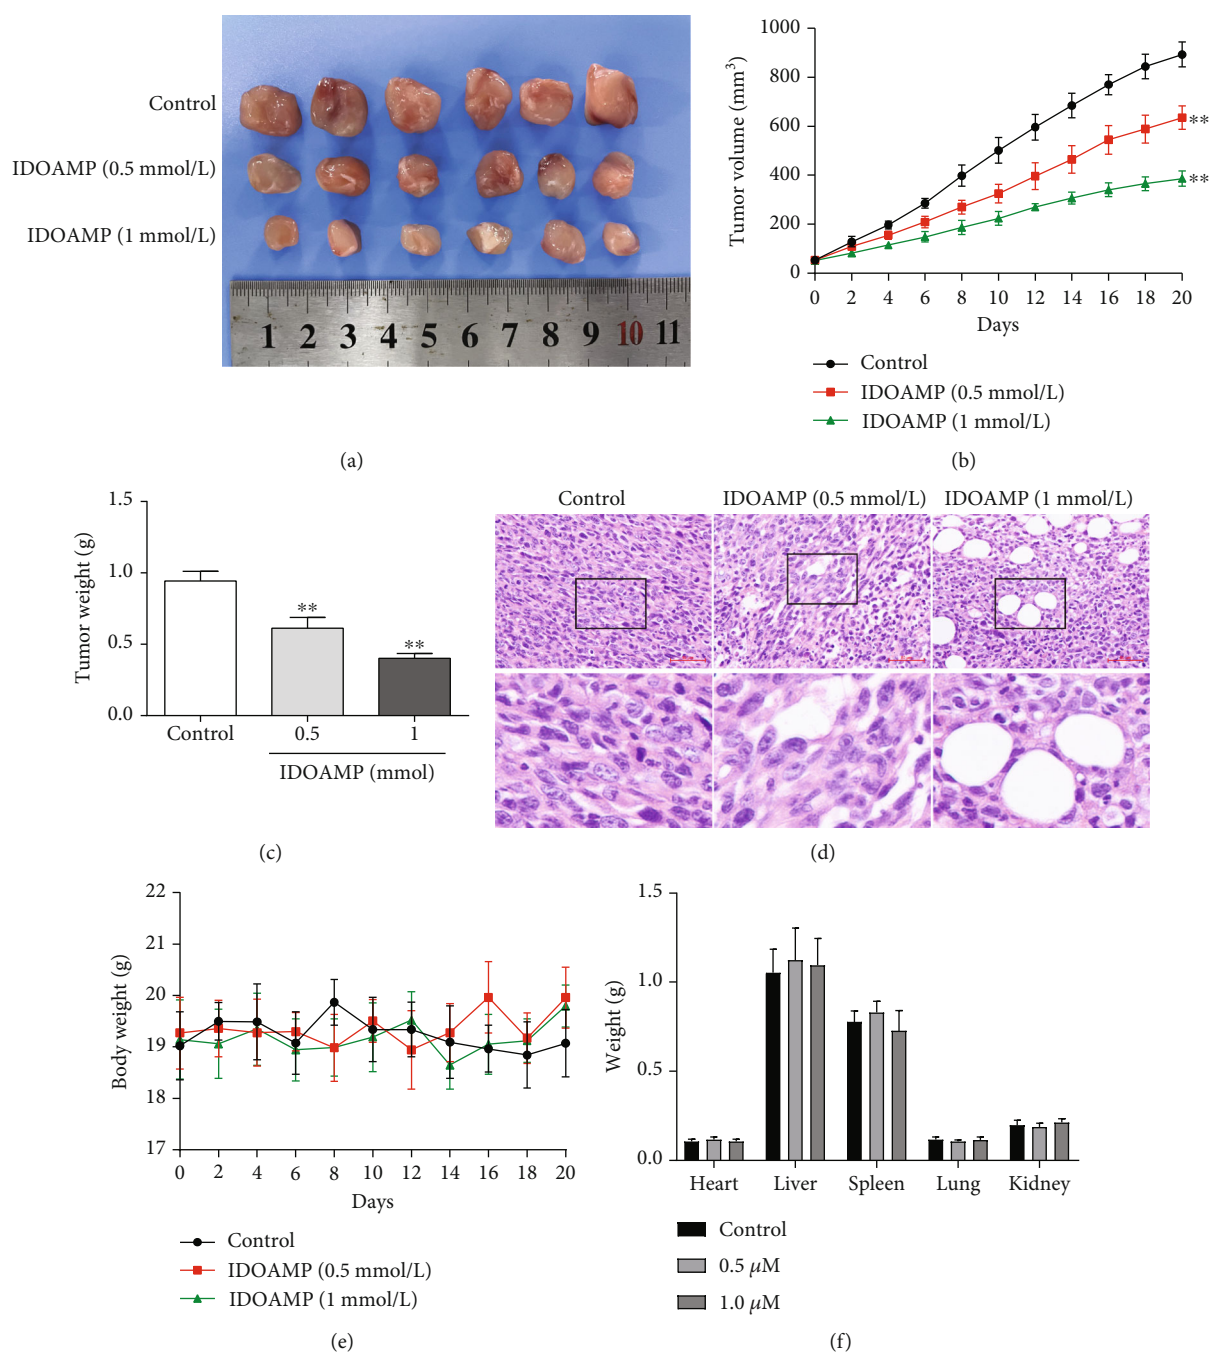 Control
IDOAMP (0.5 mmol/L)
IDOAMP (1 mmol/L)
1 2 3 4 5 6 7 8 9 10 11
(a)
1000
800
600
400
200
0
Tumor volume (mm³)
0 2 4 6 8 10 12 14 16 18 20
Days
**
**
Control
IDOAMP (0.5 mmol/L)
IDOAMP (1 mmol/L)
(b)
1.5
1.0
0.5
0.0
Tumor weight (g)
**
**
Control 0.5 1
IDOAMP (mmol)
(c)
Control IDOAMP (0.5 mmol/L) IDOAMP (1 mmol/L)
(d)
22
21
20
19
18
17
Body weight (g)
0 2 4 6 8 10 12 14 16 18 20
Days
Control
IDOAMP (0.5 mmol/L)
IDOAMP (1 mmol/L)
(e)
1.5
1.0
0.5
0.0
Weight (g)
Heart Liver Spleen Lung Kidney
Control
0.5 μM
1.0 μM
(f)